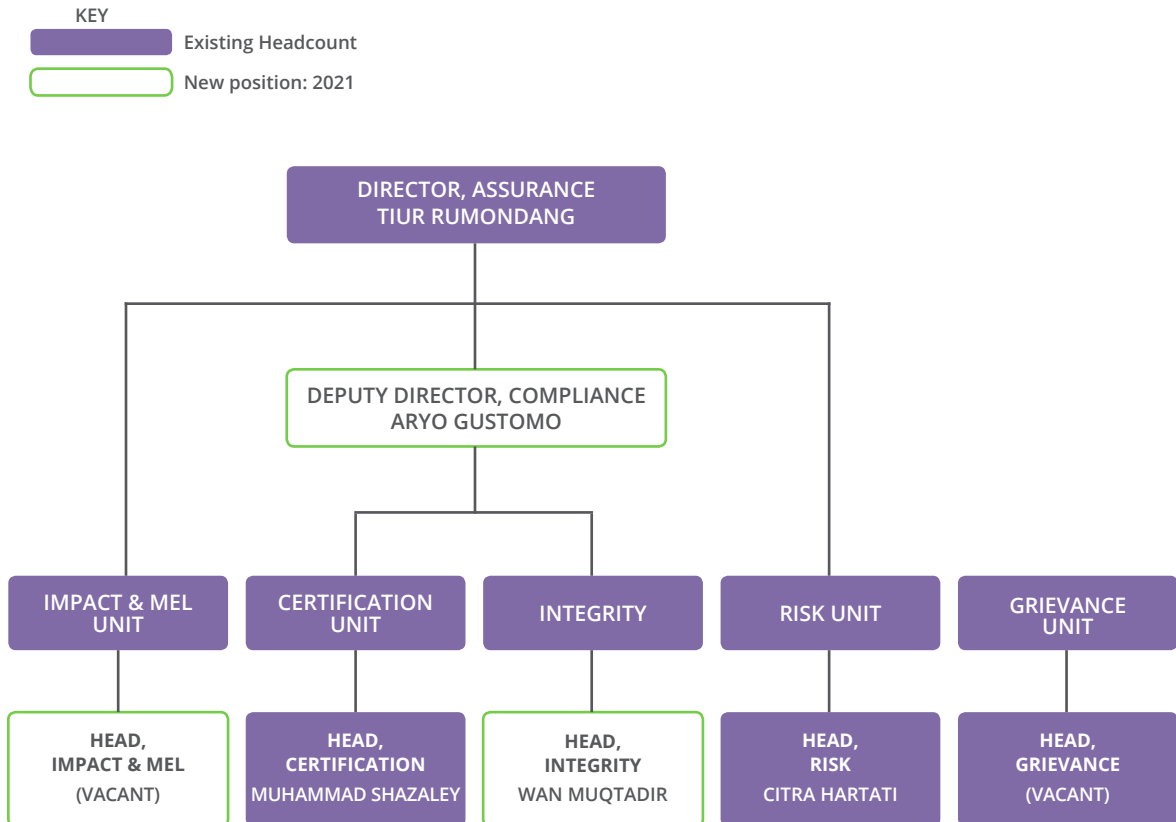 KEY
Existing Headcount
New position: 2021
DIRECTOR, ASSURANCE
TIUR RUMONDANG
DEPUTY DIRECTOR, COMPLIANCE
ARYO GUSTOMO
IMPACT & MEL
UNIT
CERTIFICATION
UNIT
INTEGRITY
RISK UNIT
GRIEVANCE
UNIT
HEAD,
IMPACT & MEL
(VACANT)
HEAD,
CERTIFICATION
MUHAMMAD SHAZALEY
HEAD,
INTEGRITY
WAN MUQTADIR
HEAD,
RISK
CITRA HARTATI
HEAD,
GRIEVANCE
(VACANT)